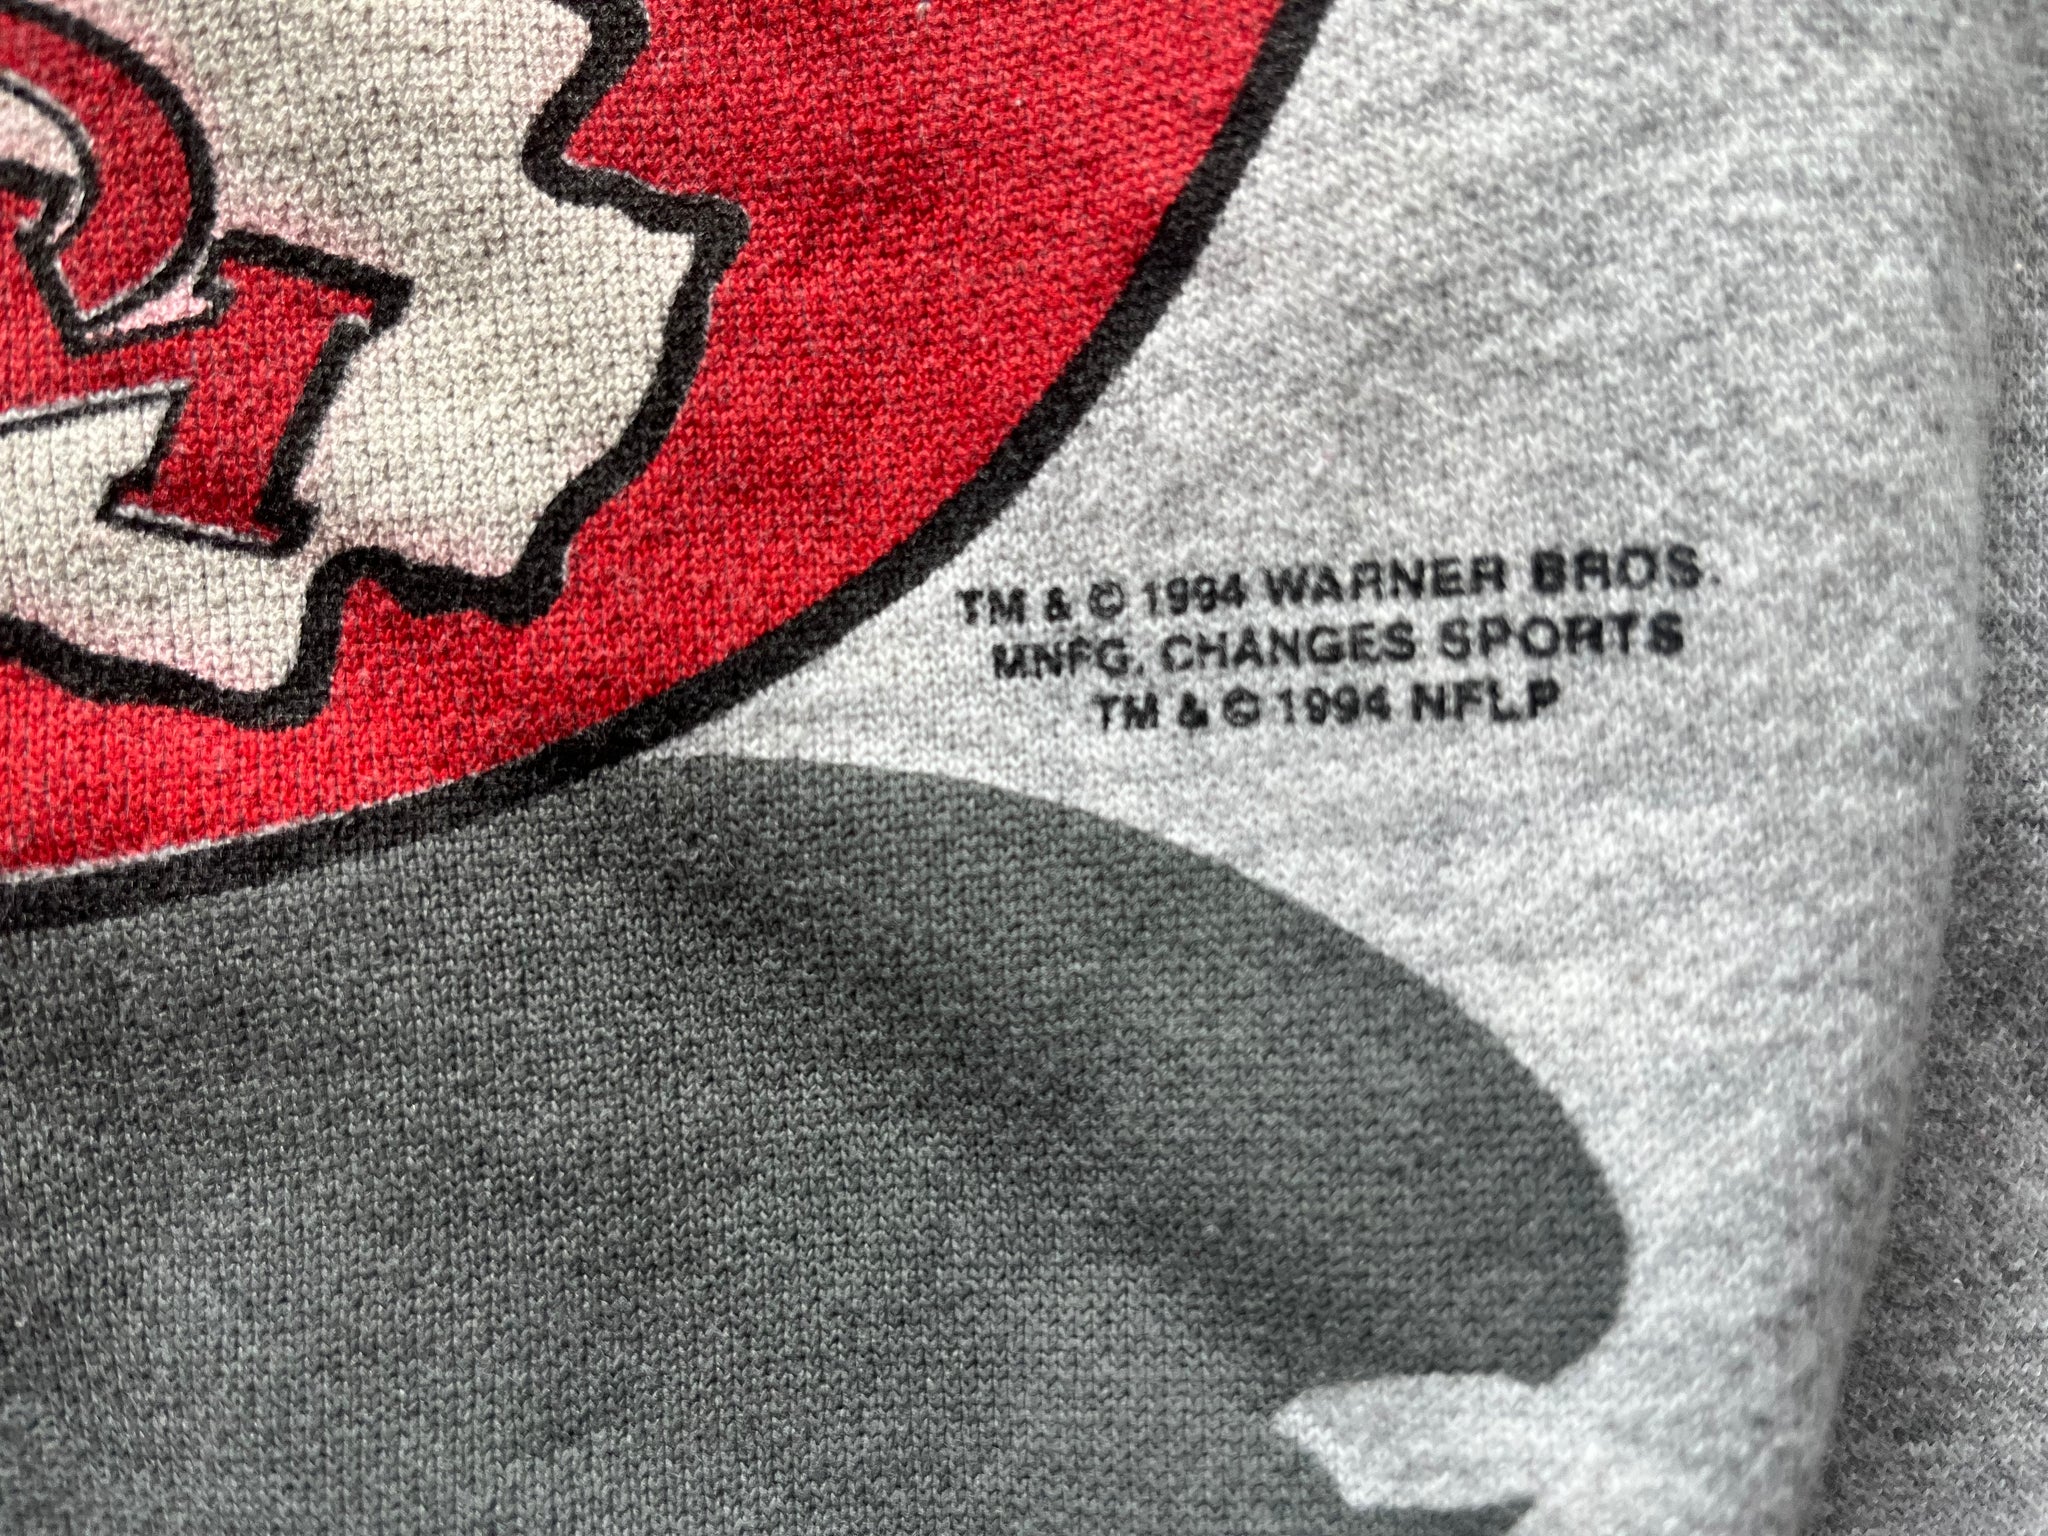 TM & © 1994 WARNER BROS.
MNFG. CHANGES SPORTS
TM & © 1994 NFLP